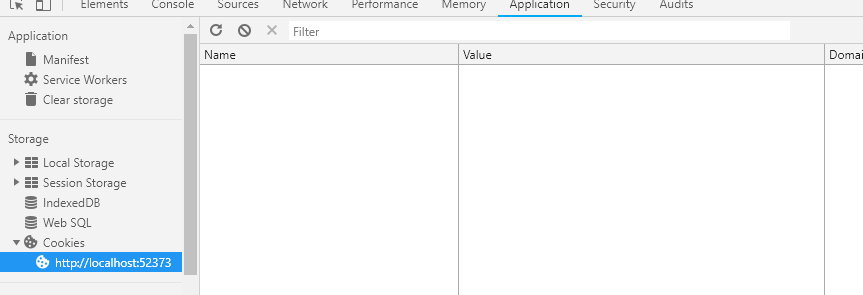 Elements Console Sources Network Performance Memory Application Security Audits
Filter
Application
Manifest
Service Workers
Clear storage
Storage
Local Storage
Session Storage
IndexedDB
Web SQL
Cookies
http://localhost:52373
Name Value Domai